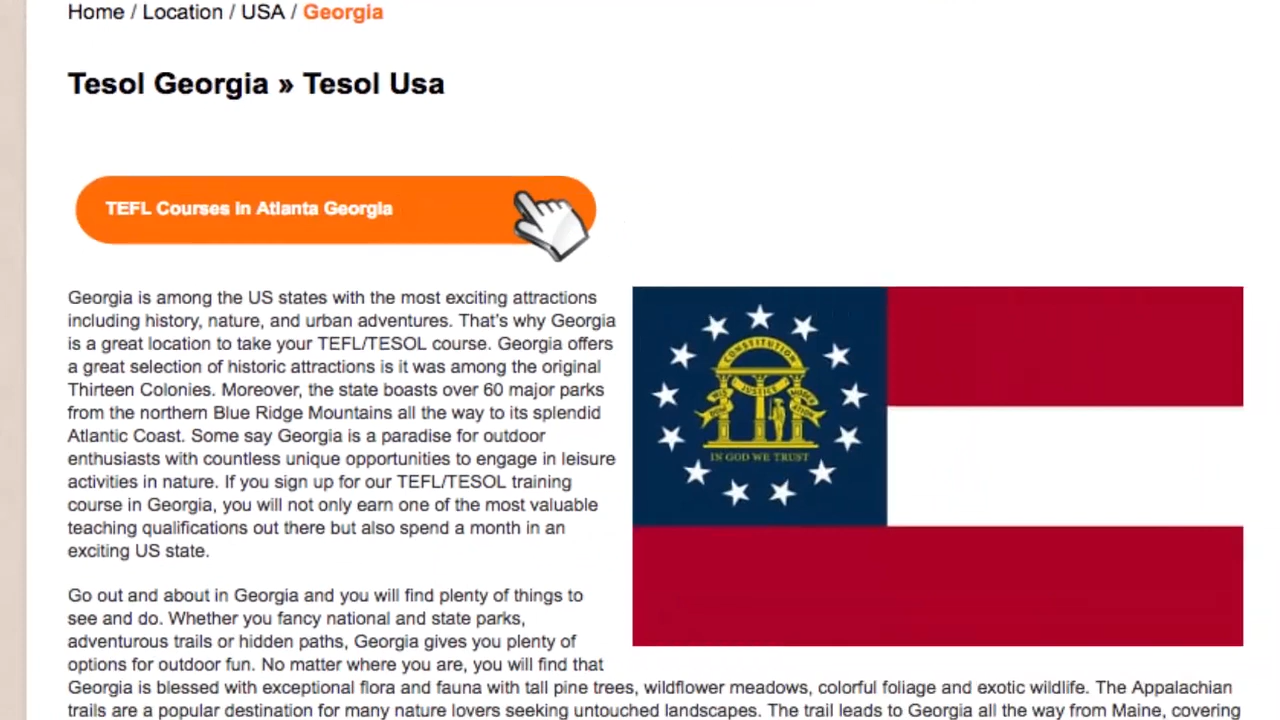 Home / Location / USA / Georgia
Tesol Georgia » Tesol Usa
TEFL Courses In Atlanta Georgia
Georgia is among the US states with the most exciting attractions
including history, nature, and urban adventures. That's why Georgia
is a great location to take your TEFL/TESOL course. Georgia offers
a great selection of historic attractions is it was among the original
Thirteen Colonies. Moreover, the state boasts over 60 major parks
from the northern Blue Ridge Mountains all the way to its splendid
Atlantic Coast. Some say Georgia is a paradise for outdoor
enthusiasts with countless unique opportunities to engage in leisure
activities in nature. If you sign up for our TEFL/TESOL training
course in Georgia, you will not only earn one of the most valuable
teaching qualifications out there but also spend a month in an
exciting US state.
CONSTITUTION
JUSTICE
IN GOD WE TRUST
Go out and about in Georgia and you will find plenty of things to
see and do. Whether you fancy national and state parks,
adventurous trails or hidden paths, Georgia gives you plenty of
options for outdoor fun. No matter where you are, you will find that
Georgia is blessed with exceptional flora and fauna with tall pine trees, wildflower meadows, colorful foliage and exotic wildlife. The Appalachian
trails are a popular destination for many nature lovers seeking untouched landscapes. The trail leads to Georgia all the way from Maine, covering